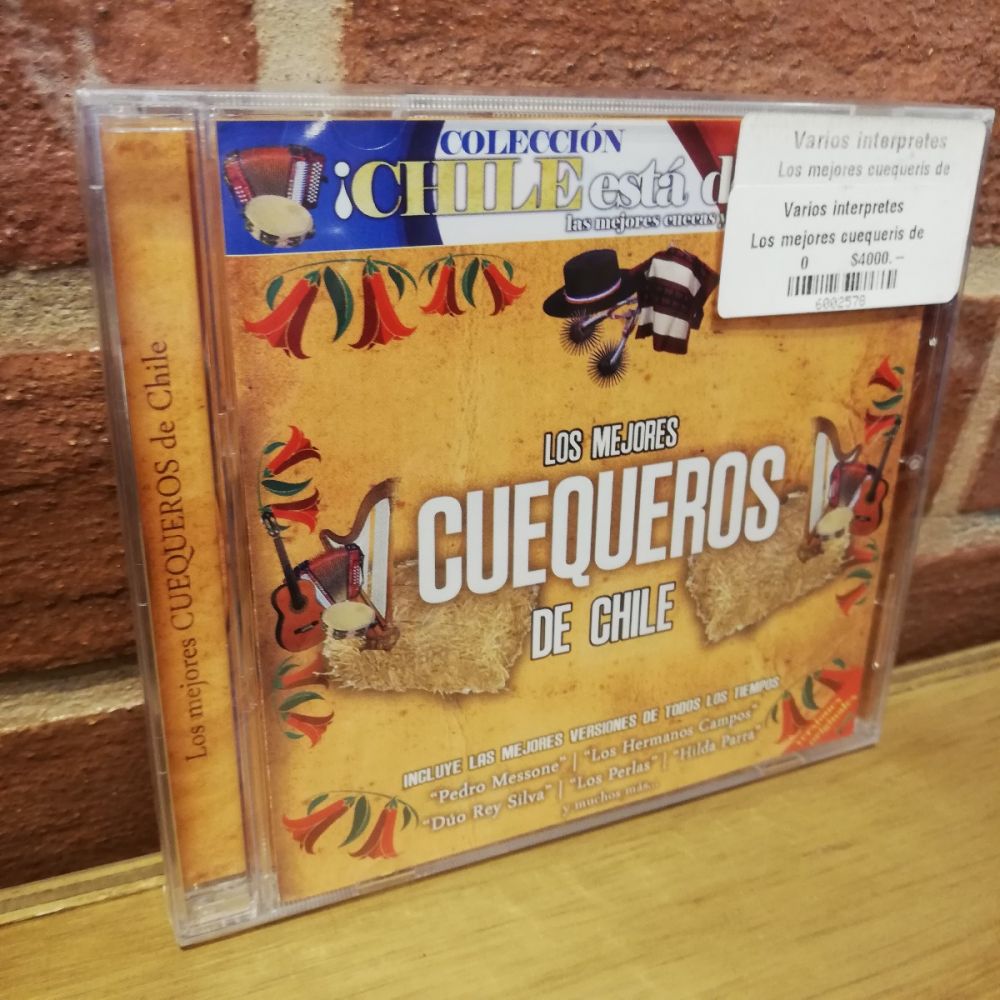 COLECCIÓN
¡CHILE está d
las mejores cuecas y
Varios interpretes
Los mejores cuequeris de
Varios interpretes
Los mejores cuequeris de
0 $4000.-
6002578
Los mejores CUEQUEROS de Chile
LOS MEJORES
CUEQUEROS
DE CHILE
INCLUYE LAS MEJORES VERSIONES DE TODOS LOS TIEMPOS
"Pedro Messone" | "Los Hermanos Campos"
"Dúo Rey Silva" | "Los Perlas" | "Hilda Parra"
y muchos más...